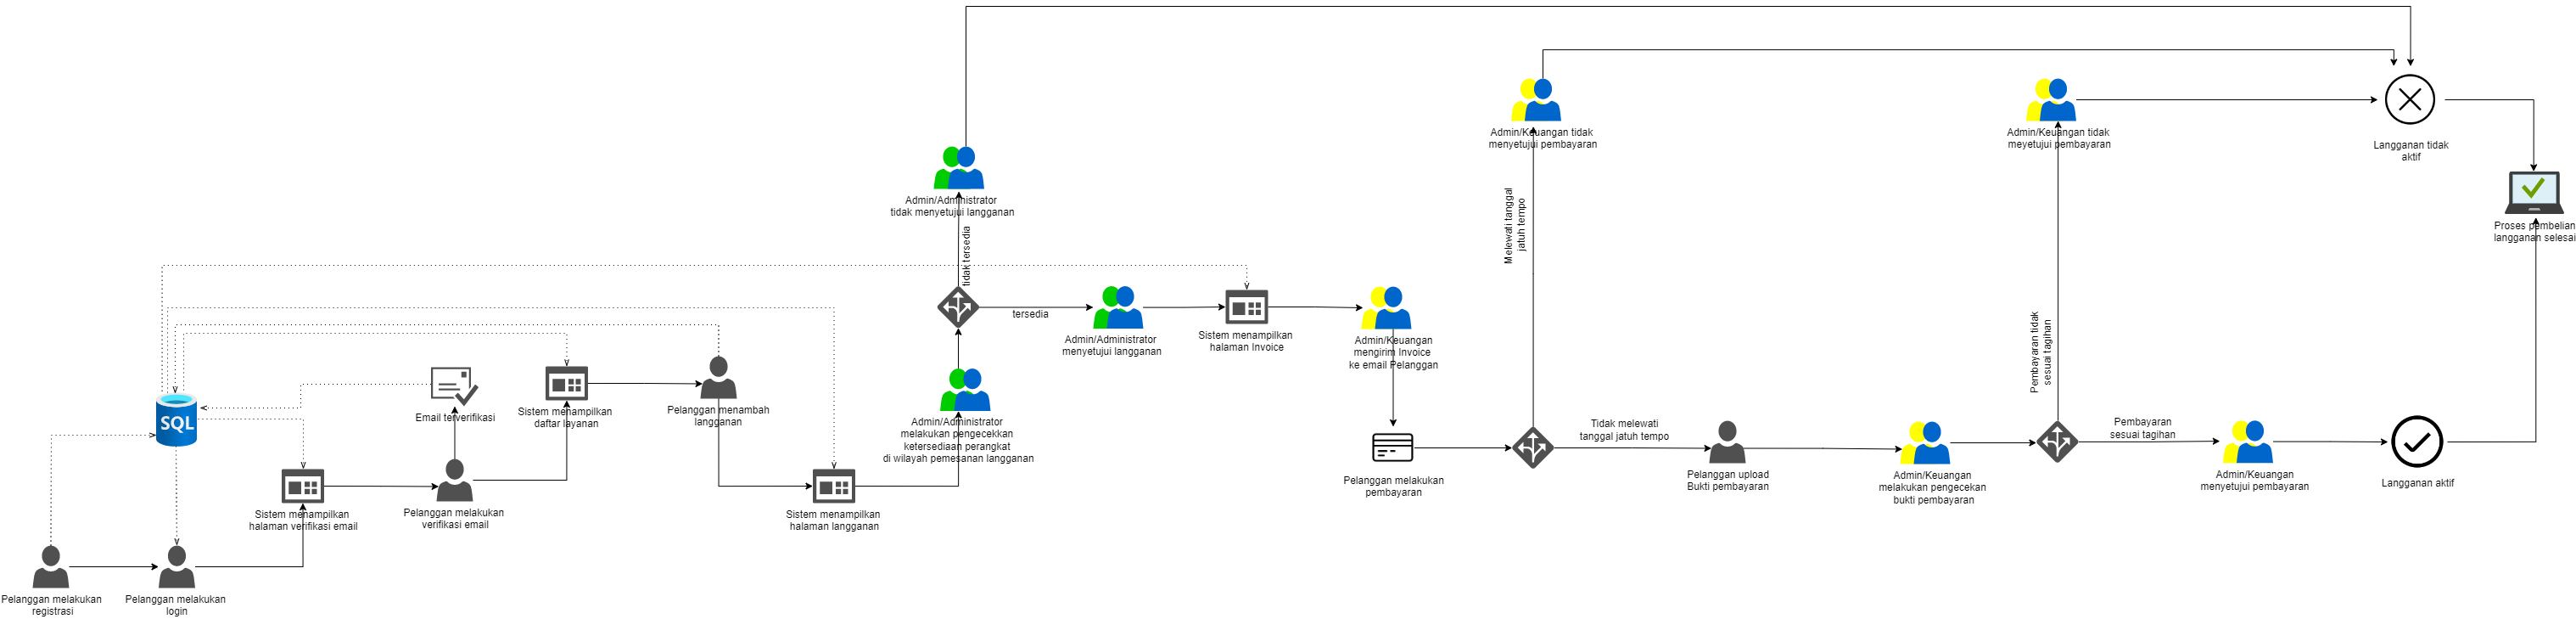 Pelanggan melakukan
registrasi
Pelanggan melakukan
login
SQL
Sistem menampilkan
halaman verifikasi email
Pelanggan melakukan
verifikasi email
Email terverifikasi
Sistem menampilkan
daftar layanan
Pelanggan menambah
langganan
Sistem menampilkan
halaman langganan
Admin/Administrator
melakukan pengecekkan
ketersediaan perangkat
di wilayah pemesanan langganan
tidak tersedia
Admin/Administrator
tidak menyetujui langganan
tersedia
Admin/Administrator
menyetujui langganan
Sistem menampilkan
halaman Invoice
Admin/Keuangan
mengirim Invoice
ke email Pelanggan
Pelanggan melakukan
pembayaran
Melewati tanggal
jatuh tempo
Admin/Keuangan tidak
menyetujui pembayaran
Tidak melewati
tanggal jatuh tempo
Pelanggan upload
Bukti pembayaran
Admin/Keuangan
melakukan pengecekan
bukti pembayaran
Pembayaran tidak
sesuai tagihan
Admin/Keuangan tidak
meyetujui pembayaran
Pembayaran
sesuai tagihan
Admin/Keuangan
menyetujui pembayaran
Langganan aktif
Langganan tidak
aktif
Proses pembelian
langganan selesai